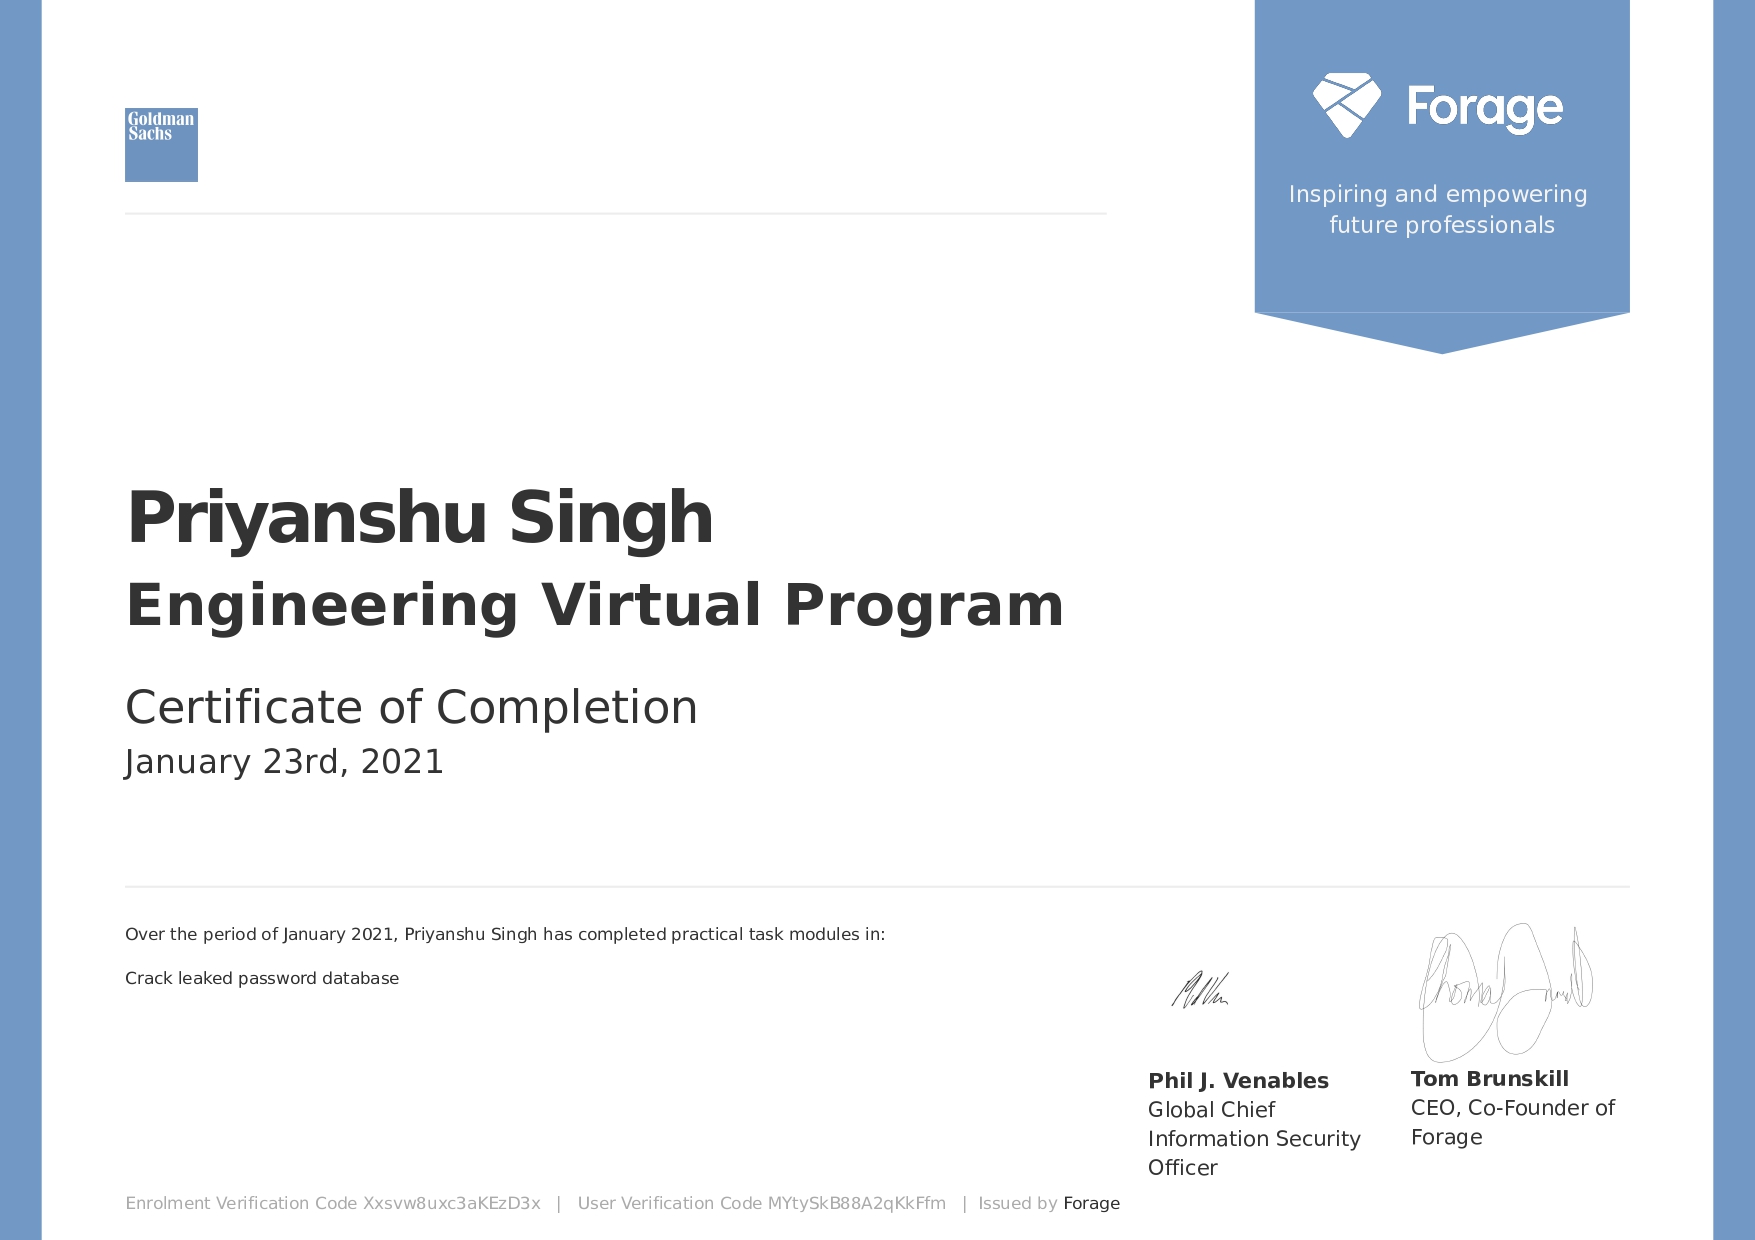 Goldman
Sachs
Forage
Inspiring and empowering
future professionals
Priyanshu Singh
Engineering Virtual Program
Certificate of Completion
January 23rd, 2021
Over the period of January 2021, Priyanshu Singh has completed practical task modules in:
Crack leaked password database
Phil J. Venables
Global Chief
Information Security
Officer
Tom Brunskill
CEO, Co-Founder of
Forage
Enrolment Verification Code Xxsvw8uxc3aKEzD3x | User Verification Code MYtySkB88A2qKkFfm | Issued by Forage